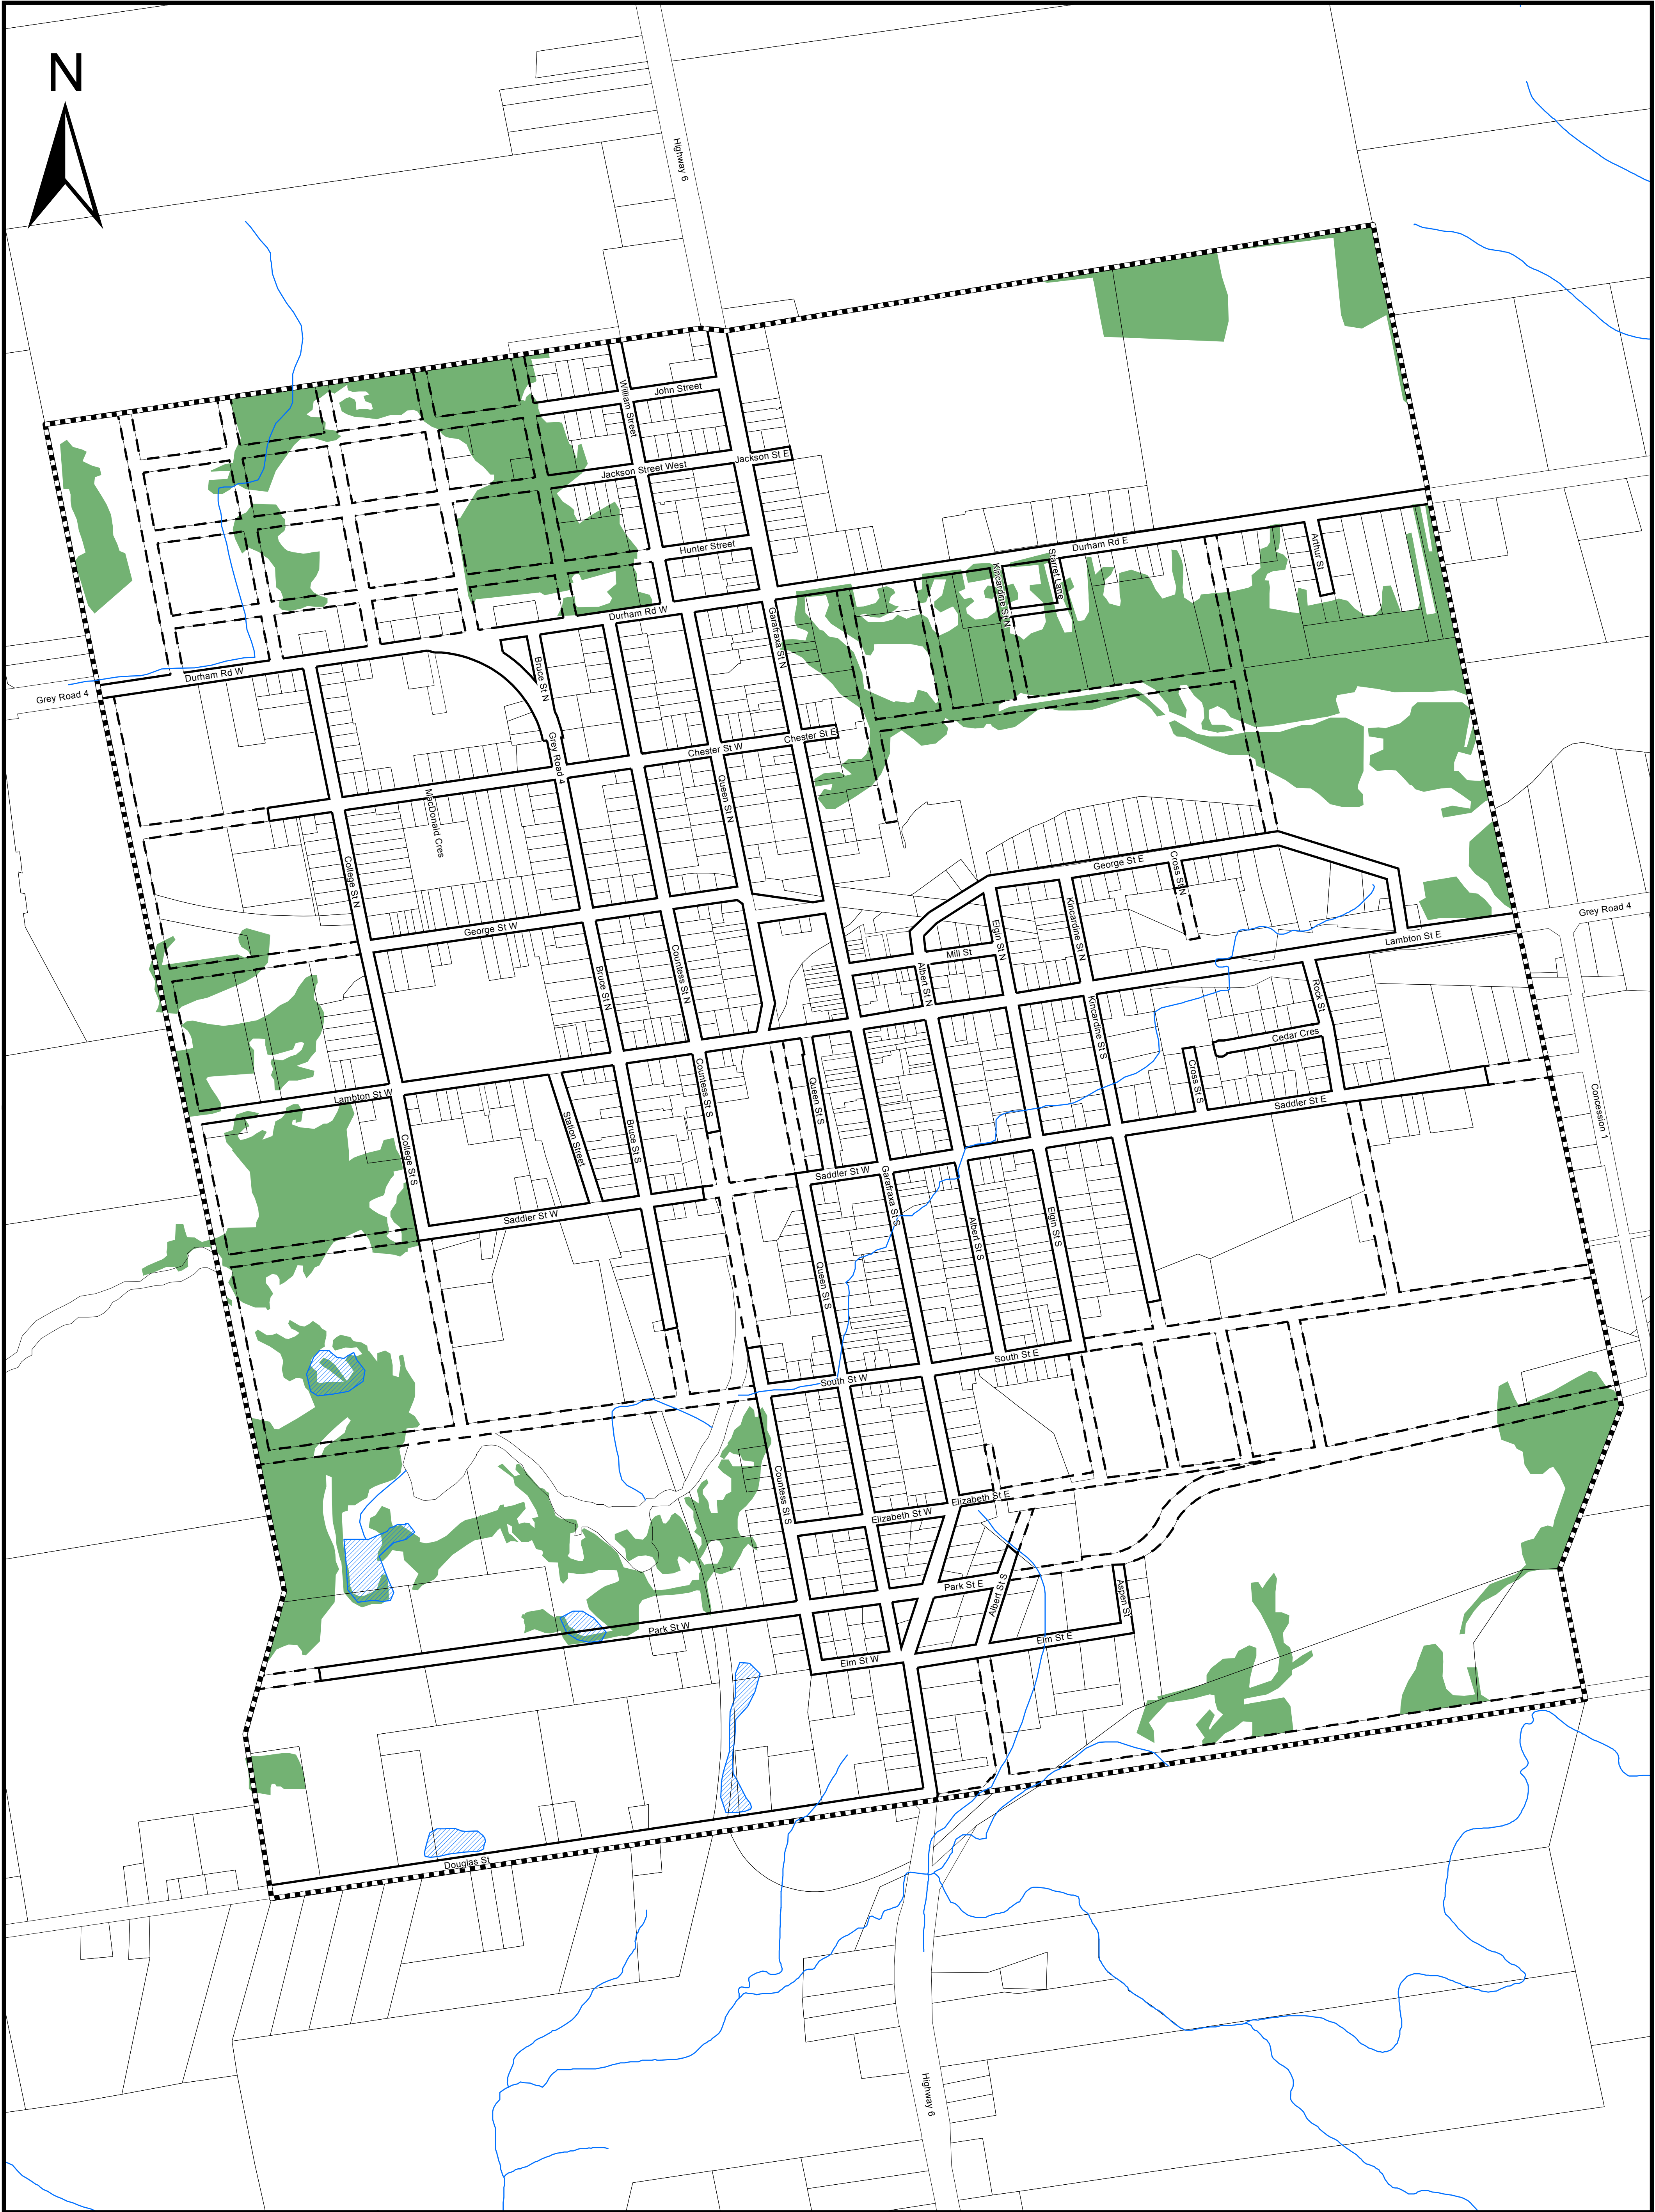 N
Highway 6
John Street
William Street
Jackson St E
Jackson Street West
Hunter Street
Durham Rd E
Arthur St
Starret Lane
Kincardine St N
Durham Rd W
Garafraxa St N
Bruce St N
Durham Rd W
Grey Road 4
Chester St E
Chester St W
Grey Road 4
Queen St N
MacDonald Cres
College St N
George St E
Cross St N
Grey Road 4
George St W
Elgin St N
Kincardine St N
Lambton St E
Mill St
Countess St N
Bruce St N
Albert St N
Rock St
Kincardine St S
Cedar Cres
Cross St S
Countess St S
Queen St S
Lambton St W
Saddler St E
Concession 1
Station Street
Bruce St S
College St S
Saddler St W
Garafraxa St S
Saddler St W
Albert St S
Elgin St S
Queen St S
South St E
South St W
Countess St S
Elizabeth St E
Elizabeth St W
Park St E
Albert St S
Aspen St
Park St W
Elm St E
Elm St W
Douglas St
Highway 6